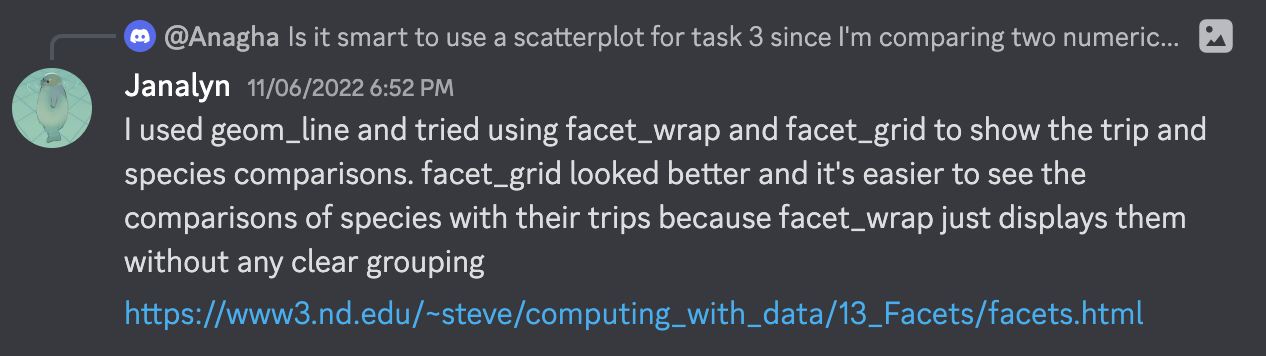 @Anagha Is it smart to use a scatterplot for task 3 since I'm comparing two numeric...
Janalyn 11/06/2022 6:52 PM
I used geom_line and tried using facet_wrap and facet_grid to show the trip and
species comparisons. facet_grid looked better and it's easier to see the
comparisons of species with their trips because facet_wrap just displays them
without any clear grouping
https://www3.nd.edu/~steve/computing_with_data/13_Facets/facets.html